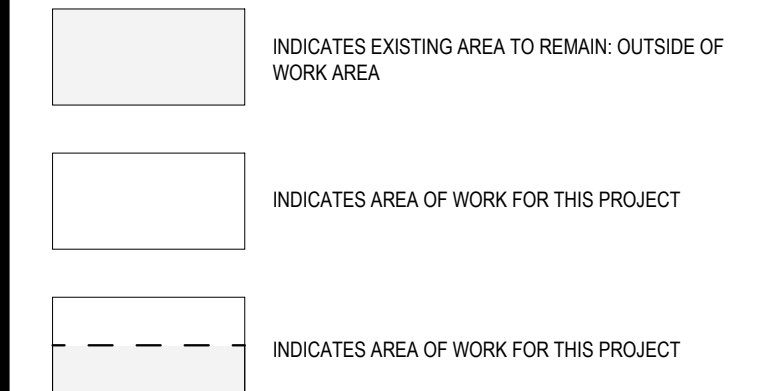 INDICATES EXISTING AREA TO REMAIN: OUTSIDE OF
WORK AREA
INDICATES AREA OF WORK FOR THIS PROJECT
INDICATES AREA OF WORK FOR THIS PROJECT